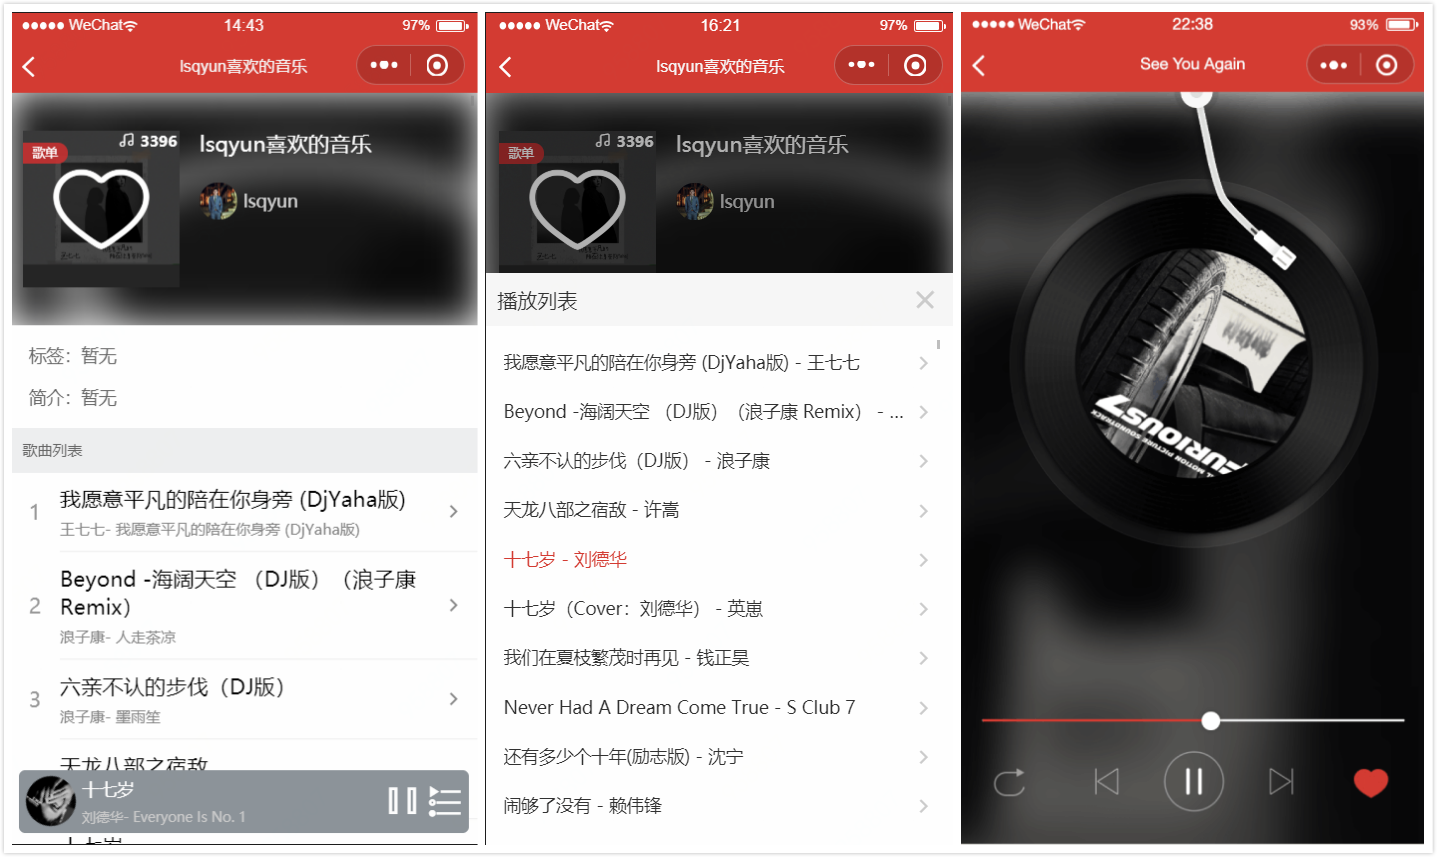 WeChat 14:43 97%
lsqyun喜欢的音乐
3396
歌单
lsqyun喜欢的音乐
lsqyun
标签：暂无
简介：暂无
歌曲列表
1
我愿意平凡的陪在你身旁 (DjYaha版)
王七七- 我愿意平凡的陪在你身旁 (DjYaha版)
2
Beyond -海阔天空 （DJ版）（浪子康
Remix）
浪子康- 人走茶凉
3
六亲不认的步伐（DJ版）
浪子康- 墨雨笙
天龙八部之宿敌
十七岁
刘德华- Everyone Is No. 1
十七岁
WeChat 16:21 97%
lsqyun喜欢的音乐
3396
歌单
lsqyun喜欢的音乐
lsqyun
播放列表
我愿意平凡的陪在你身旁 (DjYaha版) - 王七七
Beyond -海阔天空 （DJ版）（浪子康 Remix） - ...
六亲不认的步伐（DJ版） - 浪子康
天龙八部之宿敌 - 许嵩
十七岁 - 刘德华
十七岁（Cover：刘德华） - 英崽
我们在夏枝繁茂时再见 - 钱正昊
Never Had A Dream Come True - S Club 7
还有多少个十年(励志版) - 沈宁
闹够了没有 - 赖伟锋
WeChat 22:38 93%
See You Again
FURIOUS7
MOTION PICTURE SOUNDTRACK